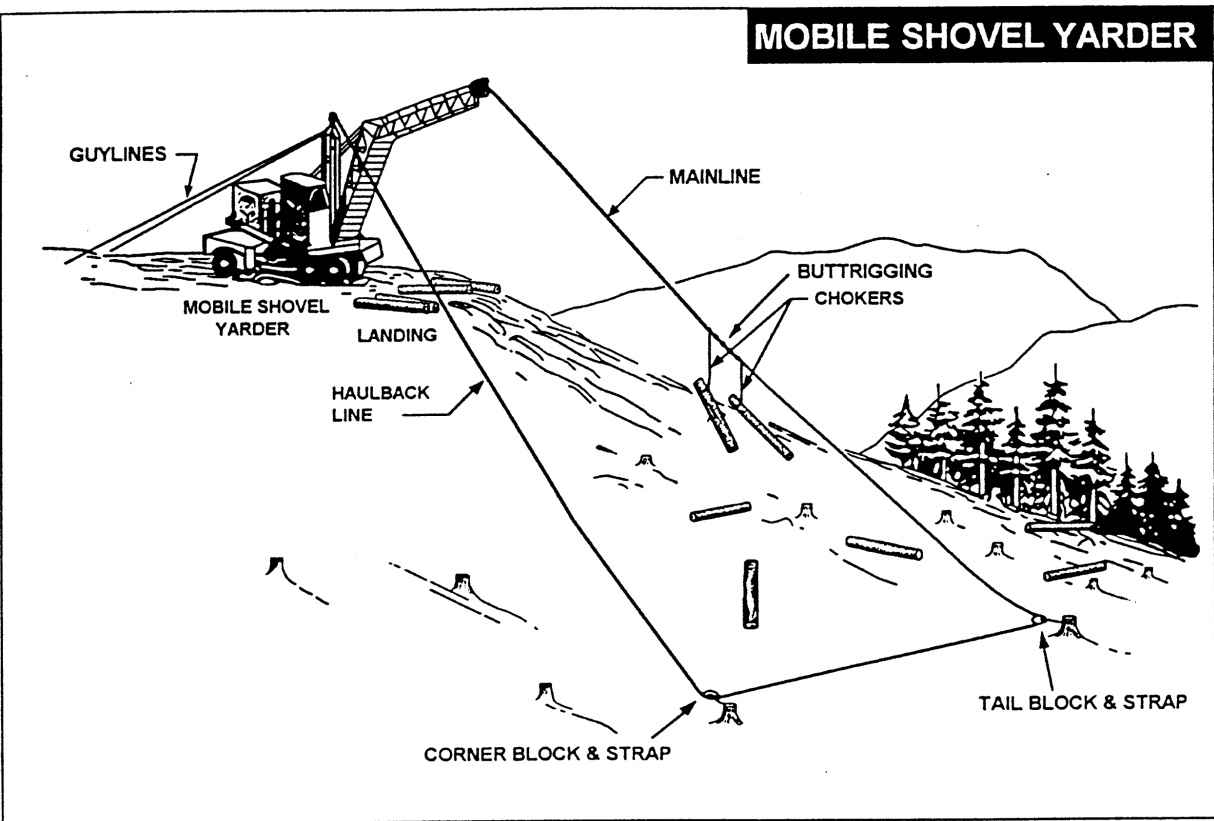 MOBILE SHOVEL YARDER
GUYLINES
MAINLINE
BUTTRIGGING
CHOKERS
MOBILE SHOVEL
YARDER
LANDING
HAULBACK
LINE
TAIL BLOCK & STRAP
CORNER BLOCK & STRAP